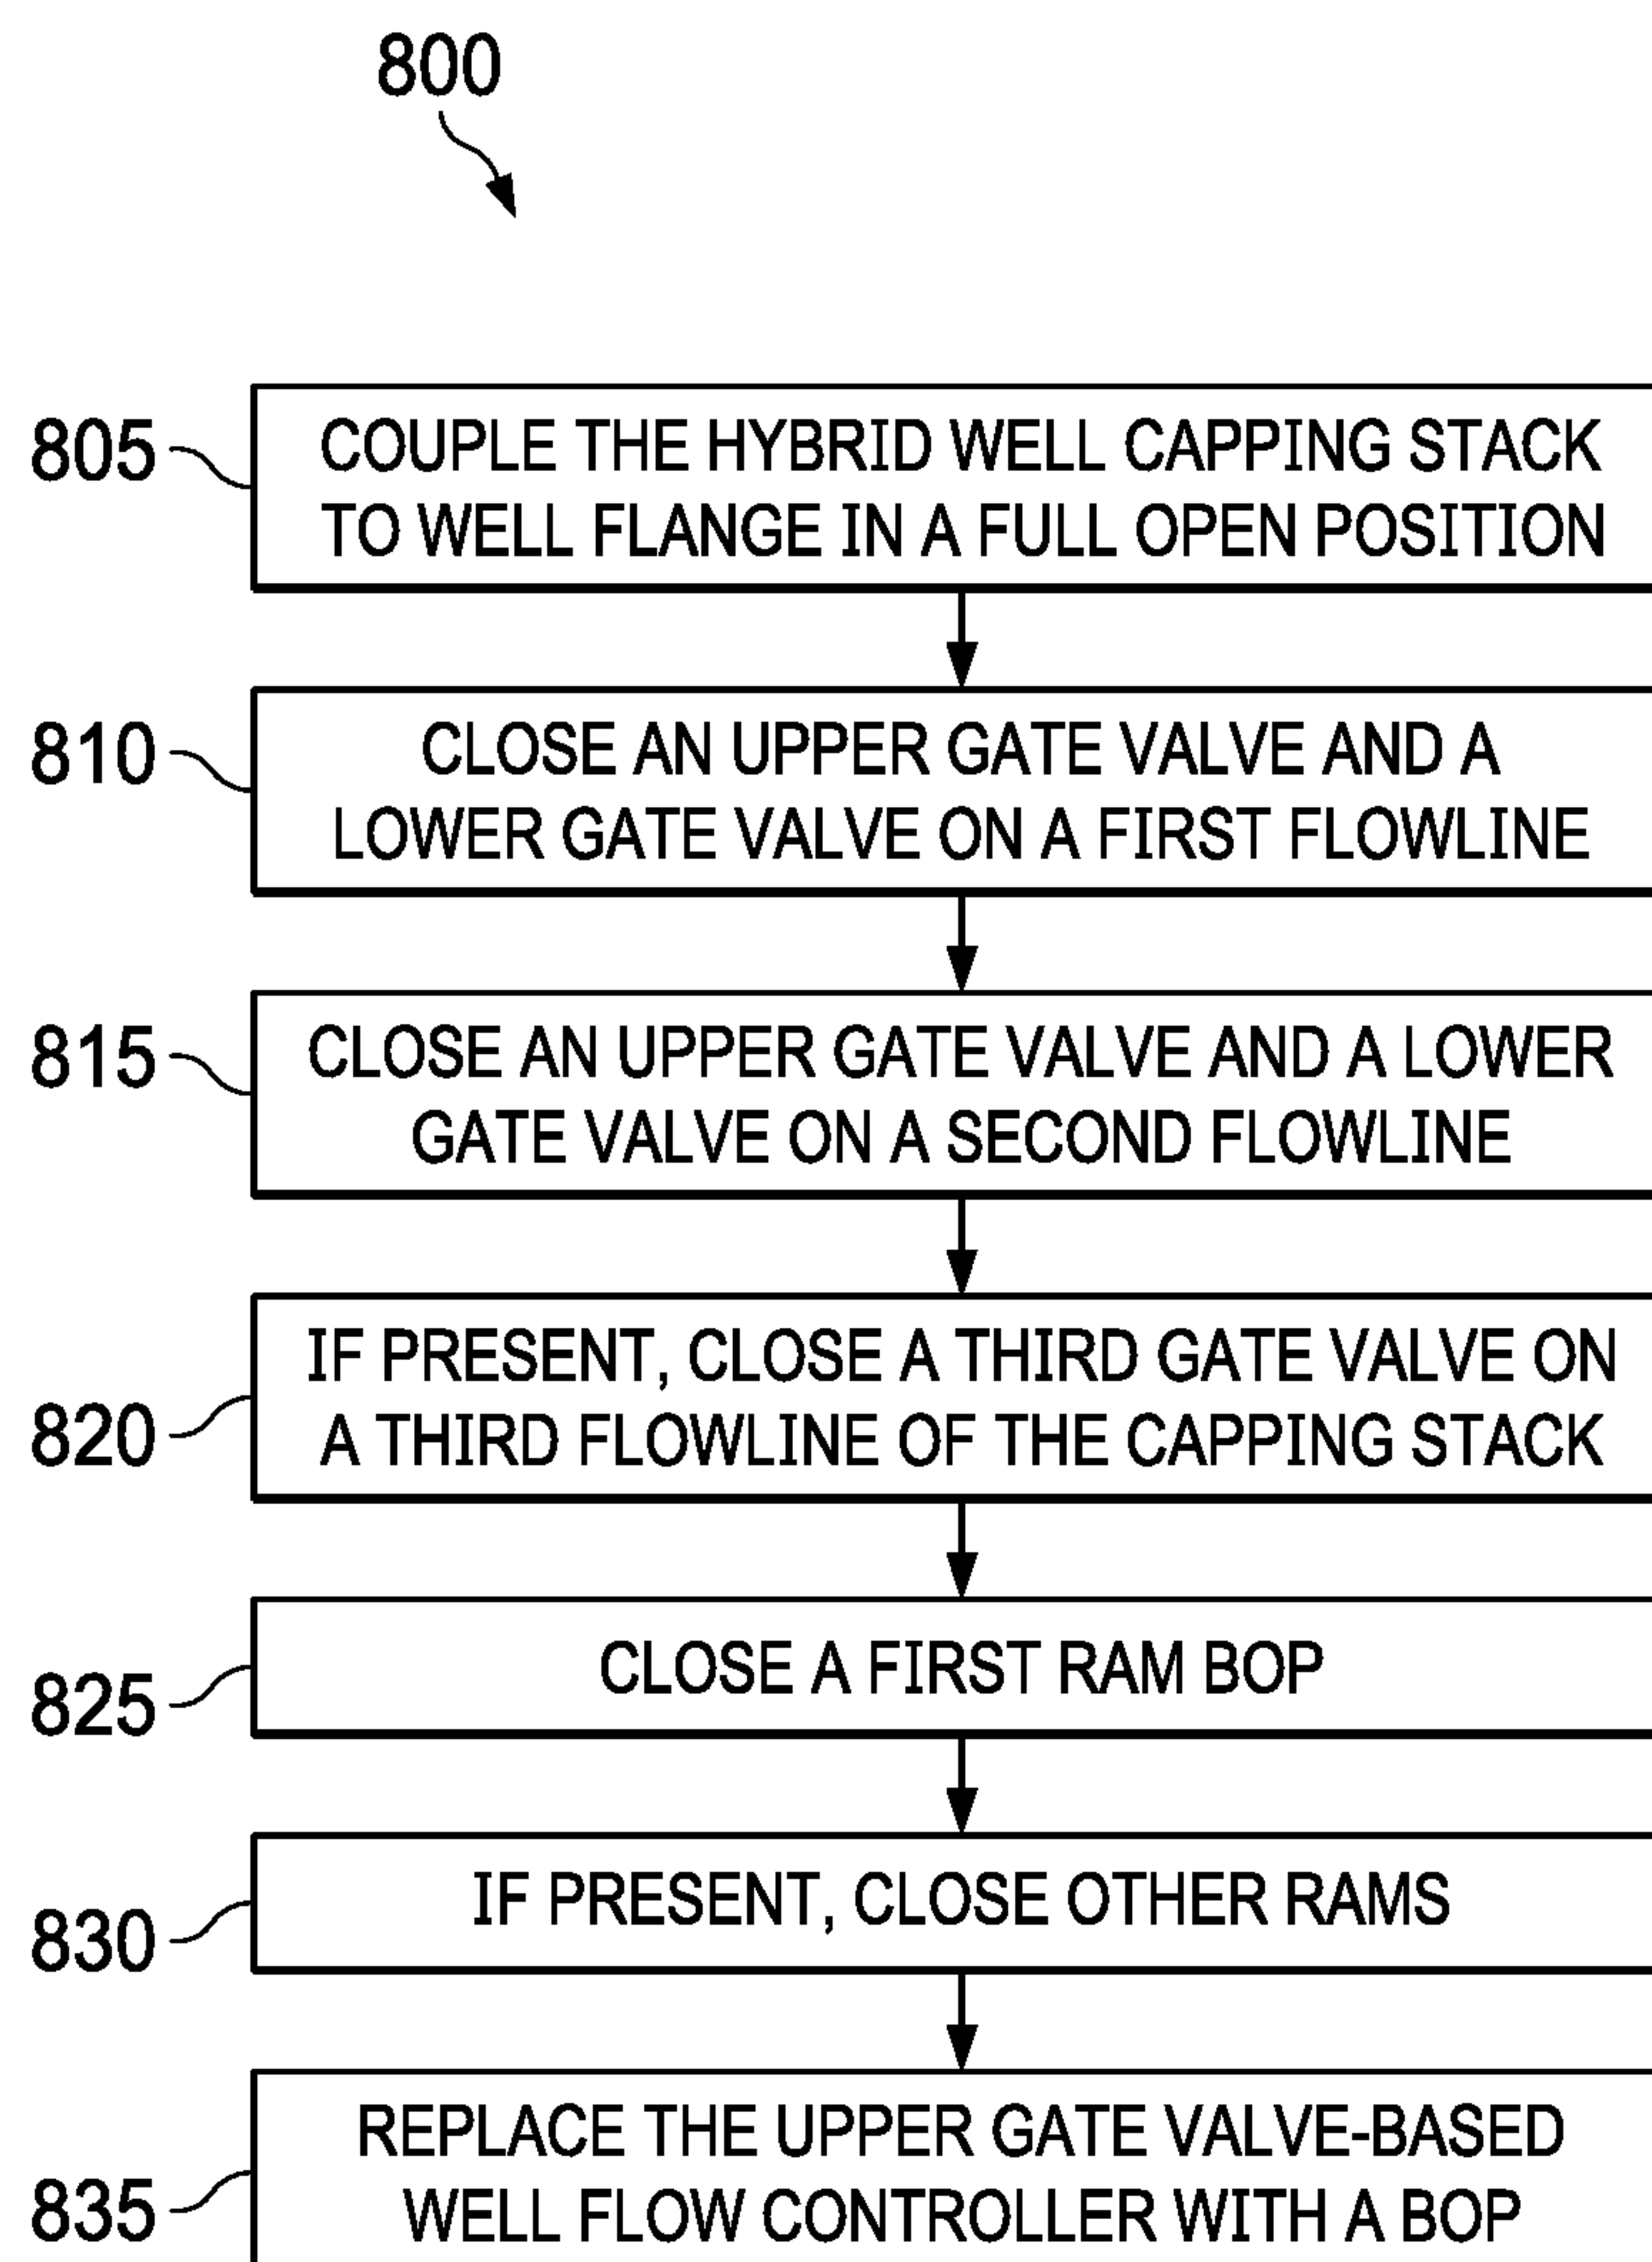 800
805
COUPLE THE HYBRID WELL CAPPING STACK
TO WELL FLANGE IN A FULL OPEN POSITION
810
CLOSE AN UPPER GATE VALVE AND A
LOWER GATE VALVE ON A FIRST FLOWLINE
815
CLOSE AN UPPER GATE VALVE AND A LOWER
GATE VALVE ON A SECOND FLOWLINE
820
IF PRESENT, CLOSE A THIRD GATE VALVE ON
A THIRD FLOWLINE OF THE CAPPING STACK
825
CLOSE A FIRST RAM BOP
830
IF PRESENT, CLOSE OTHER RAMS
835
REPLACE THE UPPER GATE VALVE-BASED
WELL FLOW CONTROLLER WITH A BOP